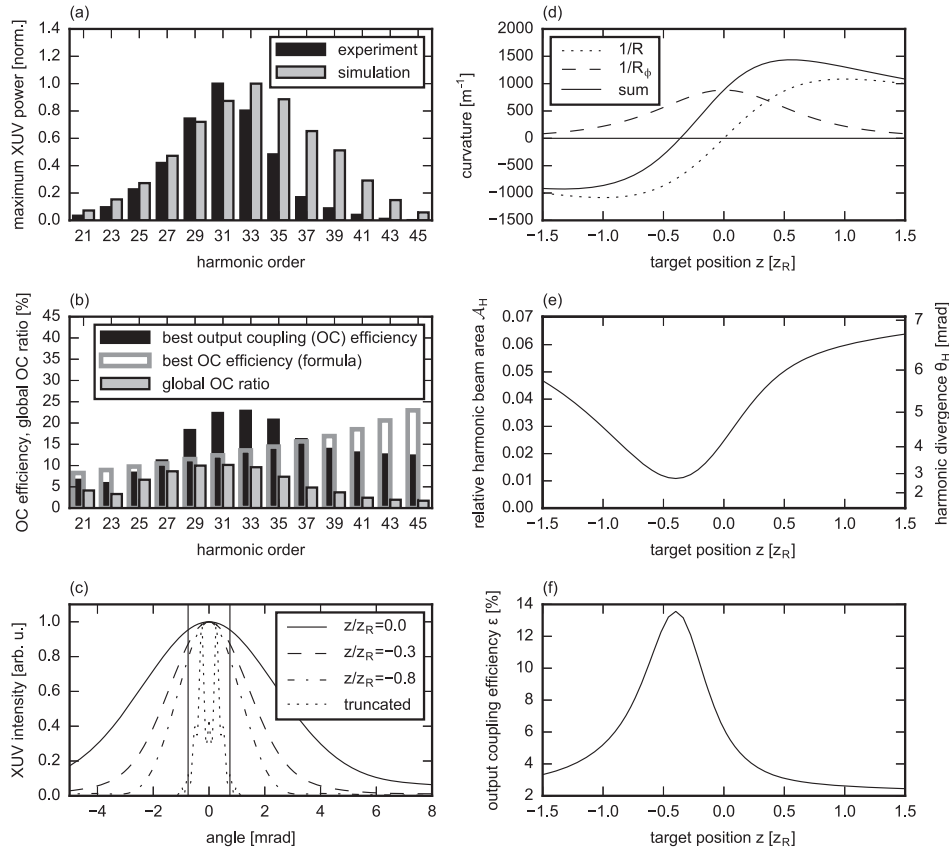 (a)
maximum XUV power [norm.]
1.4
1.2
1.0
0.8
0.6
0.4
0.2
0.0
experiment
simulation
21 23 25 27 29 31 33 35 37 39 41 43 45
harmonic order
(b)
OC efficiency, global OC ratio [%]
45
40
35
30
25
20
15
10
5
0
best output coupling (OC) efficiency
best OC efficiency (formula)
global OC ratio
21 23 25 27 29 31 33 35 37 39 41 43 45
harmonic order
(c)
XUV intensity [arb. u.]
1.0
0.8
0.6
0.4
0.2
0.0
z/z_R=0.0
z/z_R=−0.3
z/z_R=−0.8
truncated
−4 −2 0 2 4 6 8
angle [mrad]
(d)
curvature [m⁻¹]
2000
1500
1000
500
0
−500
−1000
−1500
1/R
1/R_ϕ
sum
−1.5 −1.0 −0.5 0.0 0.5 1.0 1.5
target position z [z_R]
(e)
relative harmonic beam area 𝒜_H
0.07
0.06
0.05
0.04
0.03
0.02
0.01
0.00
7
6
5
4
3
2
harmonic divergence θ_H [mrad]
−1.5 −1.0 −0.5 0.0 0.5 1.0 1.5
target position z [z_R]
(f)
output coupling efficiency ε [%]
14
12
10
8
6
4
2
−1.5 −1.0 −0.5 0.0 0.5 1.0 1.5
target position z [z_R]